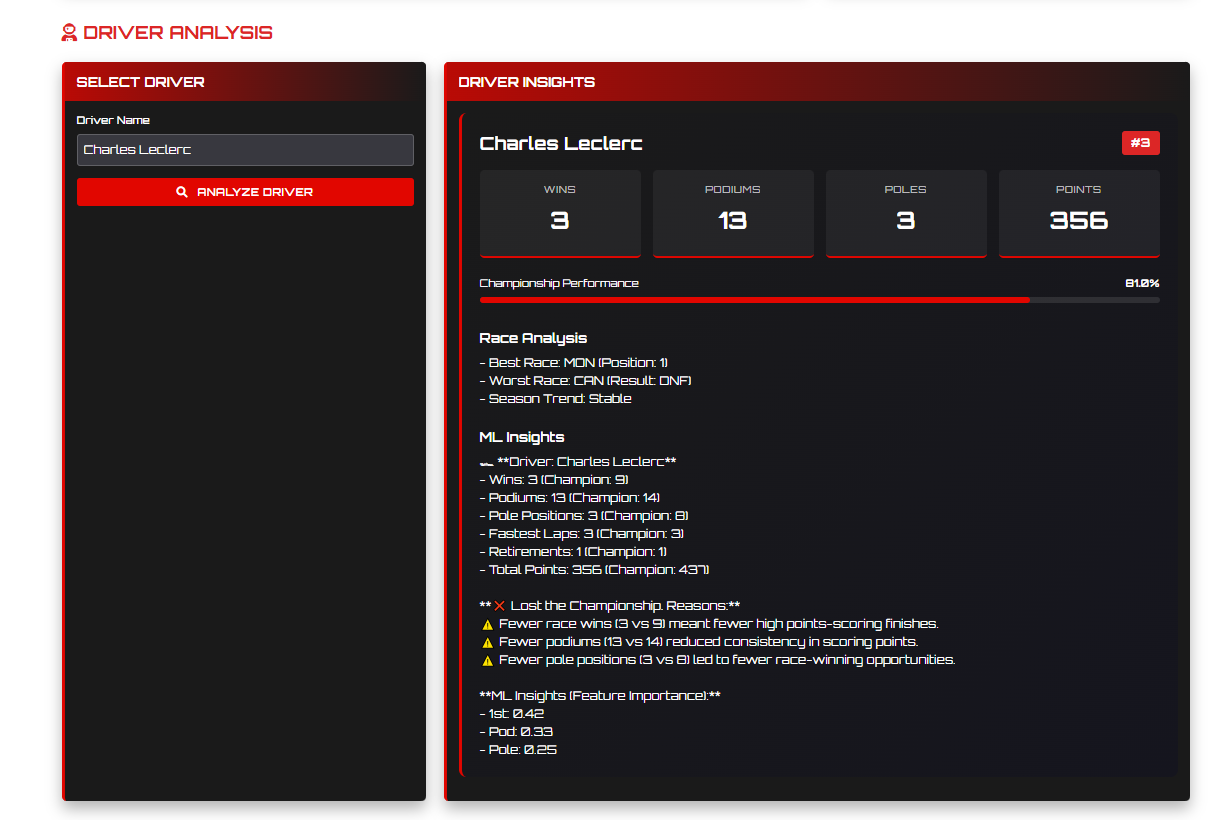 DRIVER ANALYSIS
SELECT DRIVER
Driver Name
Charles Leclerc
ANALYZE DRIVER
DRIVER INSIGHTS
Charles Leclerc
#3
WINS
3
PODIUMS
13
POLES
3
POINTS
356
Championship Performance
81.0%
Race Analysis
- Best Race: MON (Position: 1)
- Worst Race: CAN (Result: DNF)
- Season Trend: Stable
ML Insights
🏎️ **Driver: Charles Leclerc**
- Wins: 3 (Champion: 9)
- Podiums: 13 (Champion: 14)
- Pole Positions: 3 (Champion: 8)
- Fastest Laps: 3 (Champion: 3)
- Retirements: 1 (Champion: 1)
- Total Points: 356 (Champion: 437)
**❌ Lost the Championship. Reasons:**
⚠️ Fewer race wins (3 vs 9) meant fewer high points-scoring finishes.
⚠️ Fewer podiums (13 vs 14) reduced consistency in scoring points.
⚠️ Fewer pole positions (3 vs 8) led to fewer race-winning opportunities.
**ML Insights (Feature Importance):**
- 1st: 0.42
- Pod: 0.33
- Pole: 0.25